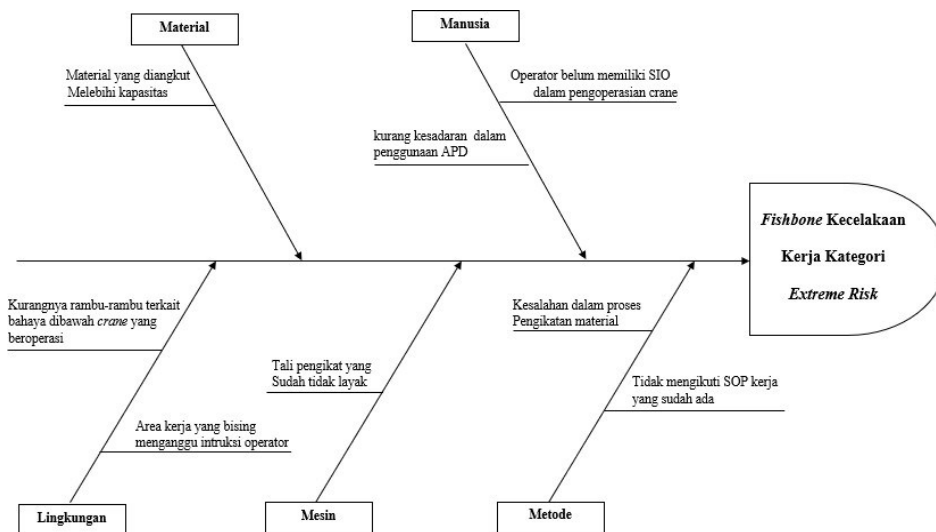 Material
Manusia
Material yang diangkut
Melebihi kapasitas
Operator belum memiliki SIO
dalam pengoperasian crane
kurang kesadaran dalam
penggunaan APD
Fishbone Kecelakaan
Kerja Kategori
Extreme Risk
Kurangnya rambu-rambu terkait
bahaya dibawah crane yang
beroperasi
Kesalahan dalam proses
Pengikatan material
Tali pengikat yang
Sudah tidak layak
Tidak mengikuti SOP kerja
yang sudah ada
Area kerja yang bising
menganggu intruksi operator
Lingkungan
Mesin
Metode